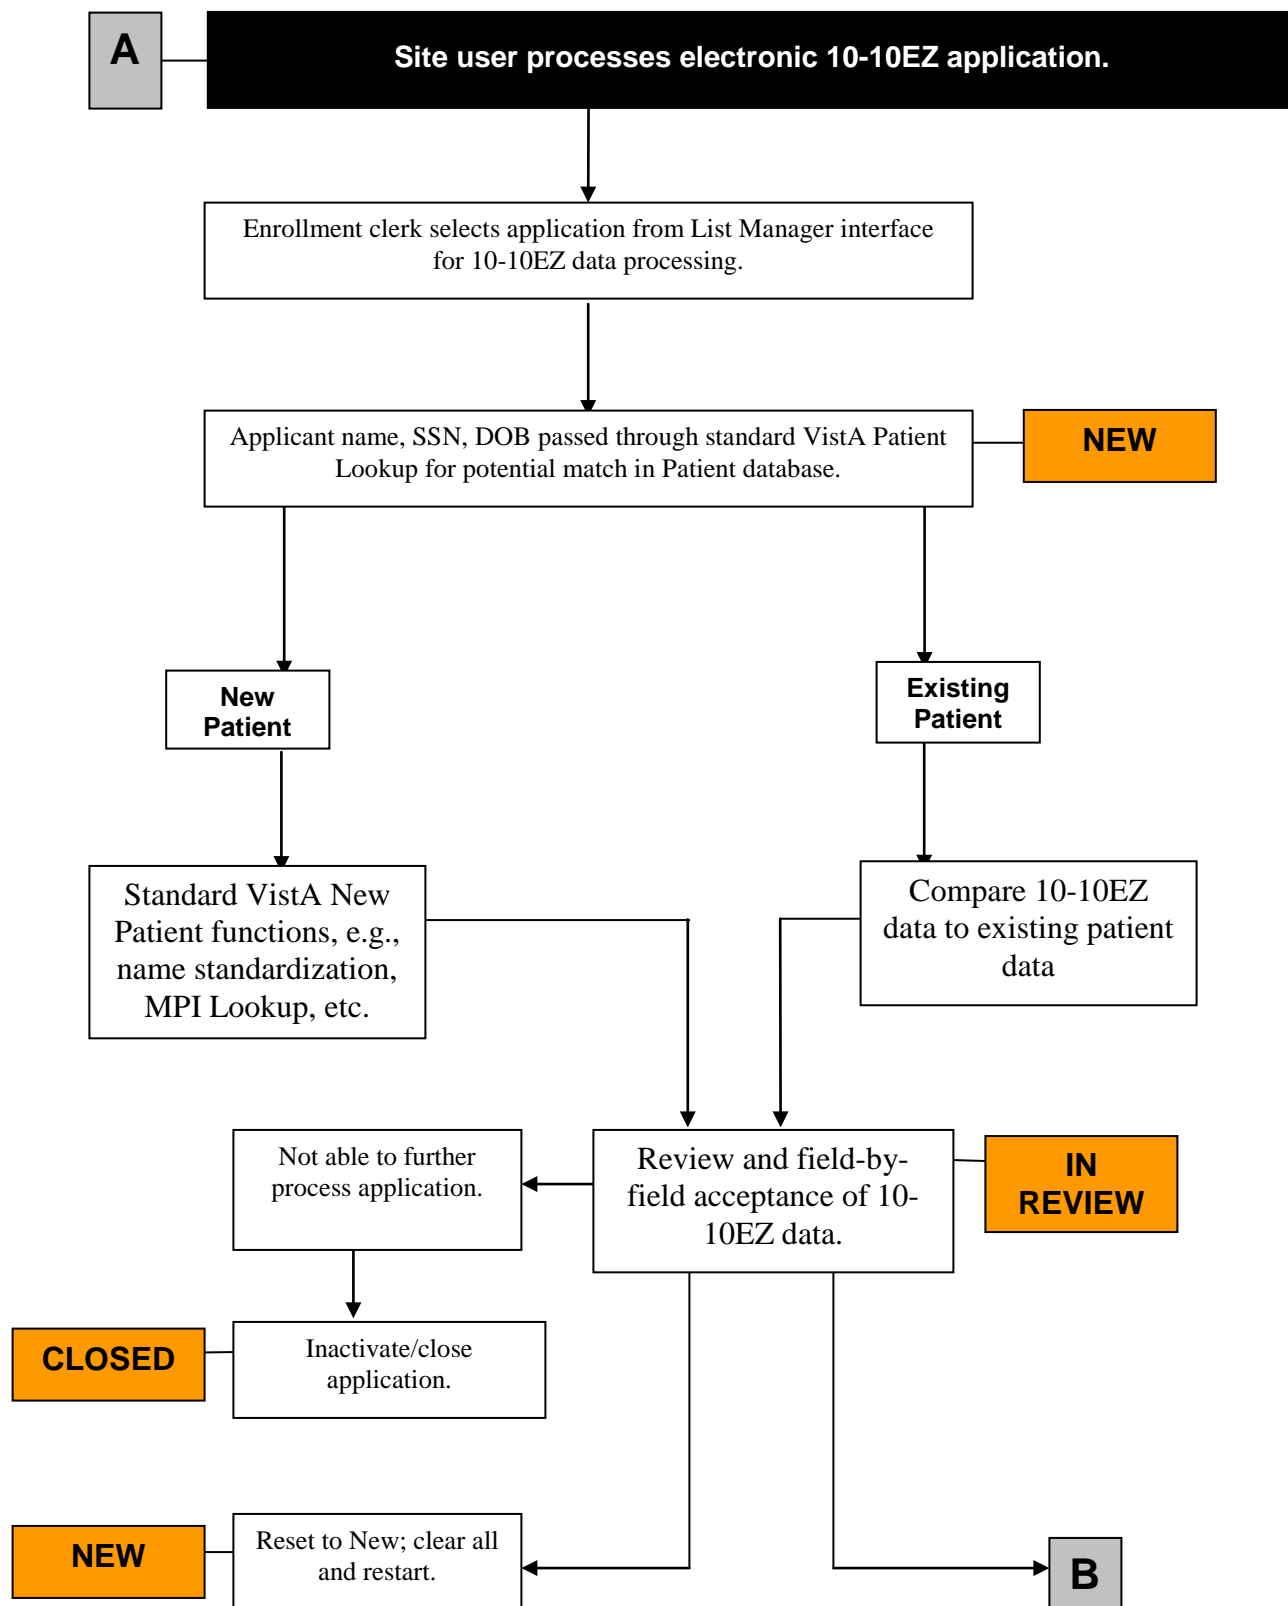 A
Site user processes electronic 10-10EZ application.
Enrollment clerk selects application from List Manager interface
for 10-10EZ data processing.
Applicant name, SSN, DOB passed through standard VistA Patient
Lookup for potential match in Patient database.
NEW
New
Patient
Existing
Patient
Standard VistA New
Patient functions, e.g.,
name standardization,
MPI Lookup, etc.
Compare 10-10EZ
data to existing patient
data
Not able to further
process application.
Review and field-by-
field acceptance of 10-
10EZ data.
IN
REVIEW
CLOSED
Inactivate/close
application.
NEW
Reset to New; clear all
and restart.
B